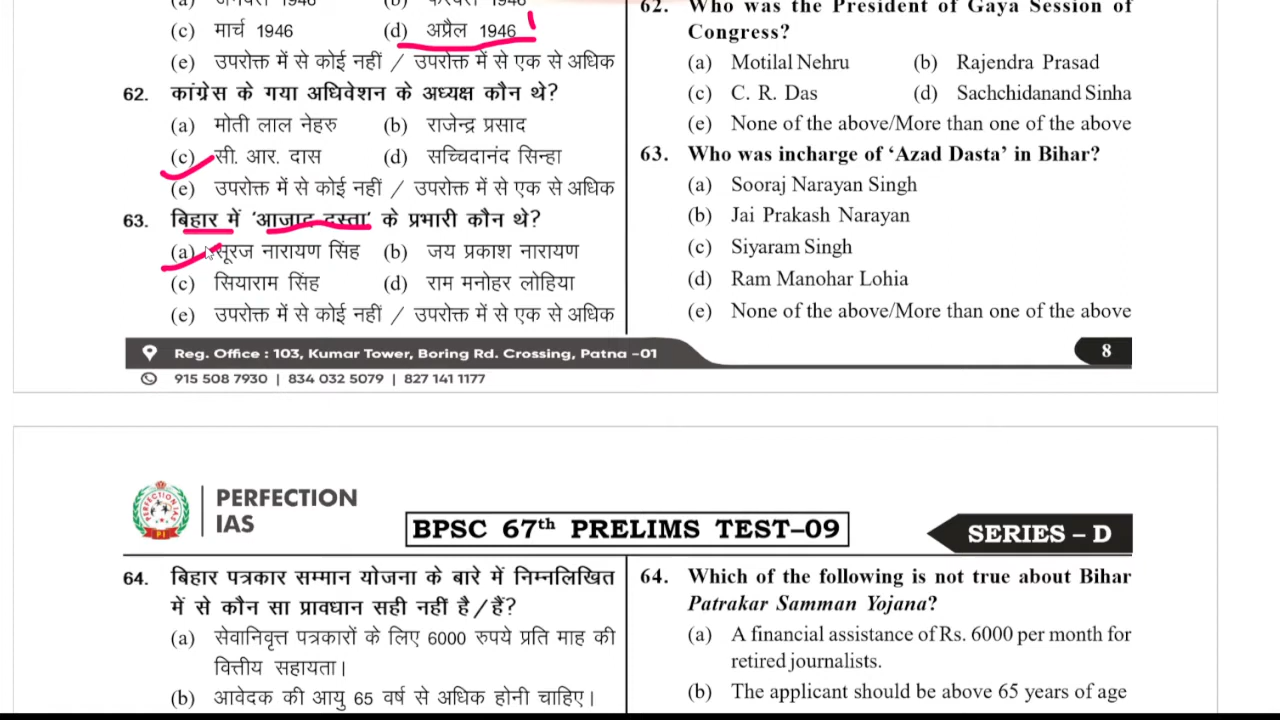 (a) जनवरी 1946 (b) फरवरी 1946
(c) मार्च 1946 (d) अप्रैल 1946
(e) उपरोक्त में से कोई नहीं / उपरोक्त में से एक से अधिक
62. कांग्रेस के गया अधिवेशन के अध्यक्ष कौन थे?
(a) मोती लाल नेहरु (b) राजेन्द्र प्रसाद
(c) सी. आर. दास (d) सच्चिदानंद सिन्हा
(e) उपरोक्त में से कोई नहीं / उपरोक्त में से एक से अधिक
63. बिहार में 'आजाद दस्ता' के प्रभारी कौन थे?
(a) सूरज नारायण सिंह (b) जय प्रकाश नारायण
(c) सियाराम सिंह (d) राम मनोहर लोहिया
(e) उपरोक्त में से कोई नहीं / उपरोक्त में से एक से अधिक
62. Who was the President of Gaya Session of
Congress?
(a) Motilal Nehru (b) Rajendra Prasad
(c) C. R. Das (d) Sachchidanand Sinha
(e) None of the above/More than one of the above
63. Who was incharge of 'Azad Dasta' in Bihar?
(a) Sooraj Narayan Singh
(b) Jai Prakash Narayan
(c) Siyaram Singh
(d) Ram Manohar Lohia
(e) None of the above/More than one of the above
Reg. Office : 103, Kumar Tower, Boring Rd. Crossing, Patna -01
8
915 508 7930 | 834 032 5079 | 827 141 1177
PERFECTION
IAS
BPSC 67th PRELIMS TEST-09
SERIES - D
64. बिहार पत्रकार सम्मान योजना के बारे में निम्नलिखित
में से कौन सा प्रावधान सही नहीं है/हैं?
(a) सेवानिवृत्त पत्रकारों के लिए 6000 रुपये प्रति माह की
वित्तीय सहायता।
(b) आवेदक की आयु 65 वर्ष से अधिक होनी चाहिए।
64. Which of the following is not true about Bihar
Patrakar Samman Yojana?
(a) A financial assistance of Rs. 6000 per month for
retired journalists.
(b) The applicant should be above 65 years of age